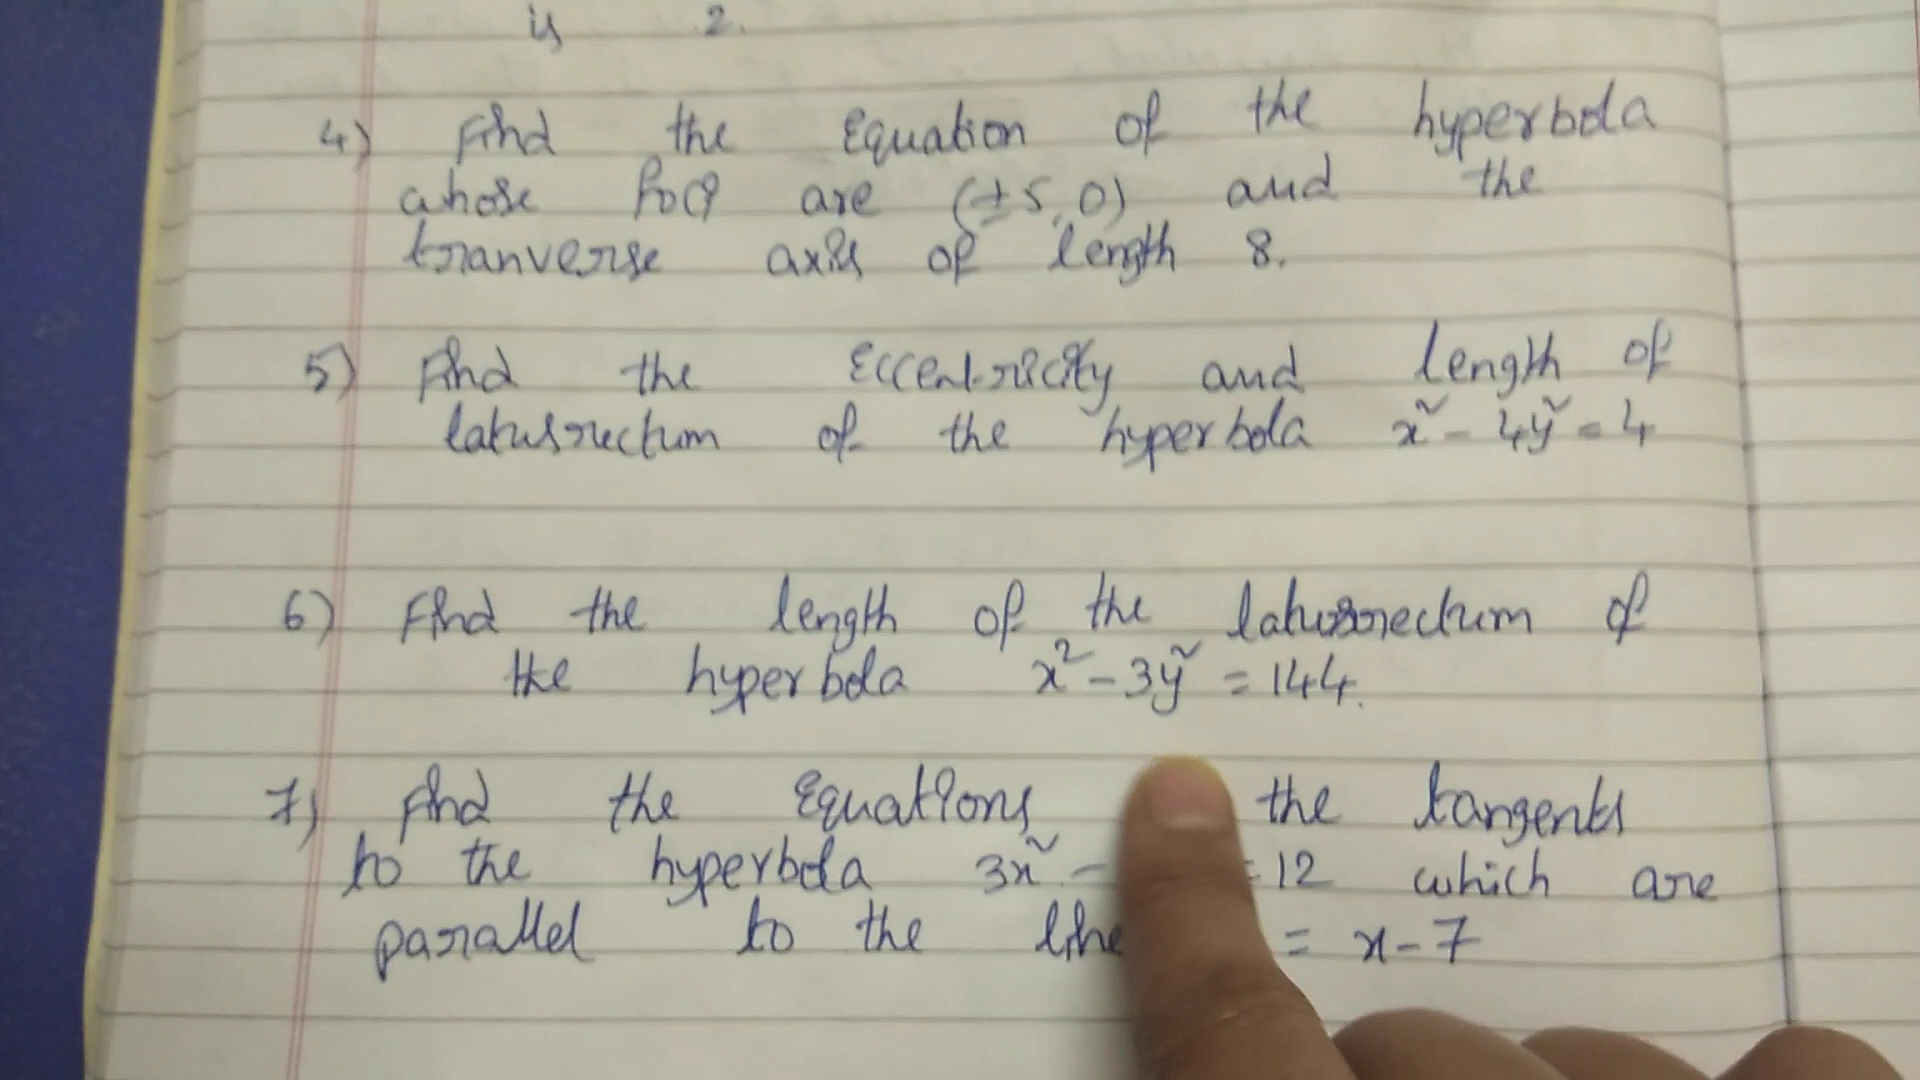 is 2.
4) Find the Equation of the hyperbola
whose foci are (±5,0) and the
tranverse axis of length 8.
5) Find the Eccentricity and length of
latusrectum of the hyperbola x² - 4y² = 4
6) Find the length of the latusrectum of
the hyperbola x² - 3y² = 144.
7) Find the Equations the tangents
to the hyperbola 3x² - = 12 which are
parallel to the line = x - 7